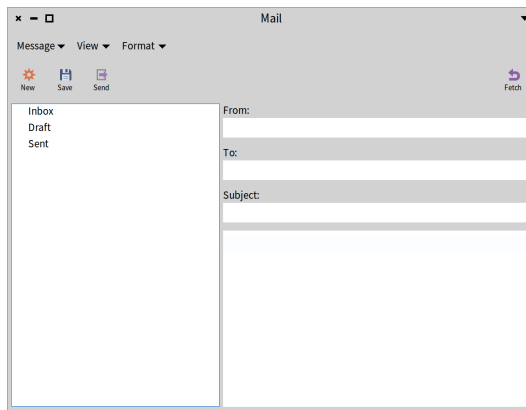 Mail
Message View Format
New Save Send Fetch
Inbox
Draft
Sent
From:
To:
Subject: